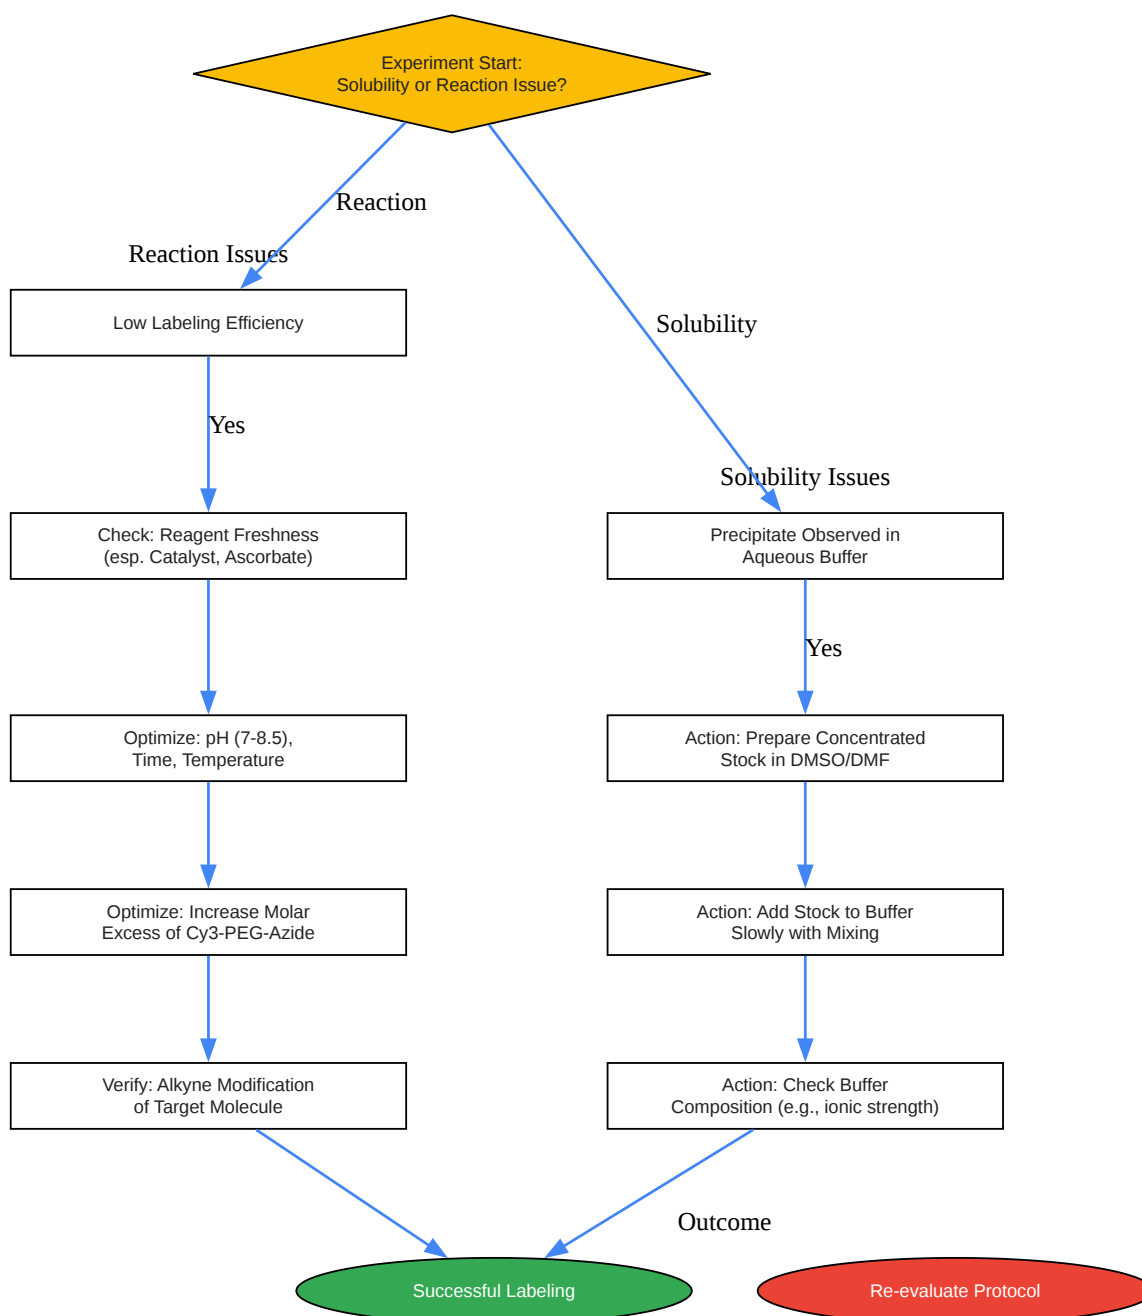 Experiment Start:
Solubility or Reaction Issue?
Reaction
Reaction Issues
Low Labeling Efficiency
Solubility
Yes
Solubility Issues
Check: Reagent Freshness
(esp. Catalyst, Ascorbate)
Precipitate Observed in
Aqueous Buffer
Yes
Optimize: pH (7-8.5),
Time, Temperature
Action: Prepare Concentrated
Stock in DMSO/DMF
Optimize: Increase Molar
Excess of Cy3-PEG-Azide
Action: Add Stock to Buffer
Slowly with Mixing
Verify: Alkyne Modification
of Target Molecule
Action: Check Buffer
Composition (e.g., ionic strength)
Outcome
Successful Labeling
Re-evaluate Protocol